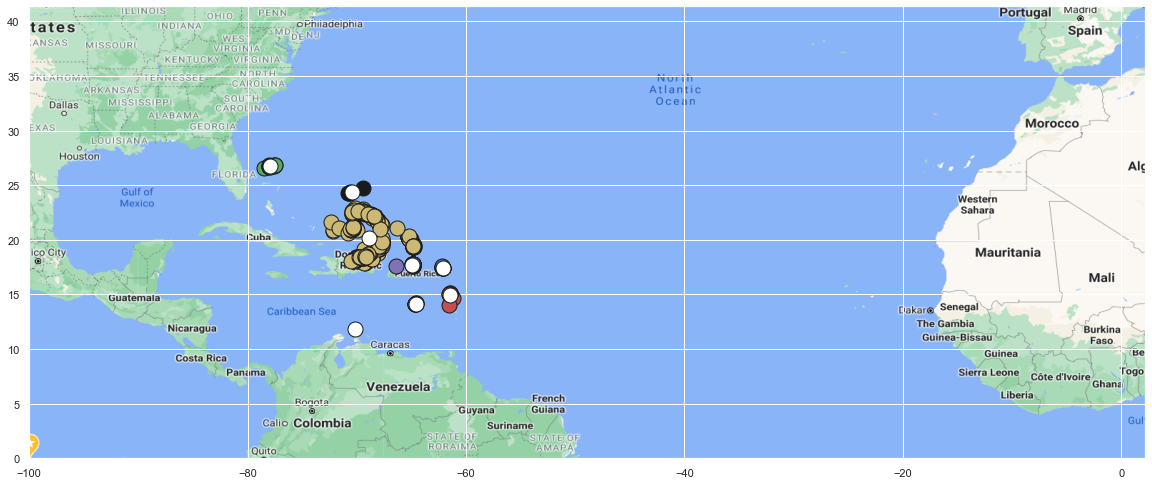 ILLINOIS
OHIO
PENN
tates
INDIANA
Philadelphia
MD
DE
NJ
WEST
VIRGINIA
KANSAS
MISSOURI
KENTUCKY
VIRGINIA
OKLAHOMA
TENNESSEE
NORTH
CAROLINA
ARKANSAS
MISSISSIPPI
SOUTH
CAROLINA
Dallas
ALABAMA
GEORGIA
EXAS
LOUISIANA
Houston
FLORIDA
Gulf of
Mexico
Cuba
ico City
Puerto Rico
Guatemala
Caribbean Sea
Nicaragua
Caracas
Costa Rica
Panama
Venezuela
Bogota
Cali
Colombia
Guyana
French
Guiana
Suriname
STATE OF
RORAIMA
STATE OF
AMAPA
Quito
North
Atlantic
Ocean
Portugal
Madrid
Spain
Morocco
Alg
Western
Sahara
Mauritania
Mali
Dakar
Senegal
The Gambia
Guinea-Bissau
Burkina
Faso
Guinea
Be
Sierra Leone
Côte d'Ivoire
Togo
Ghana
Liberia
Gulf
40
35
30
25
20
15
10
5
0
−100
−80
−60
−40
−20
0